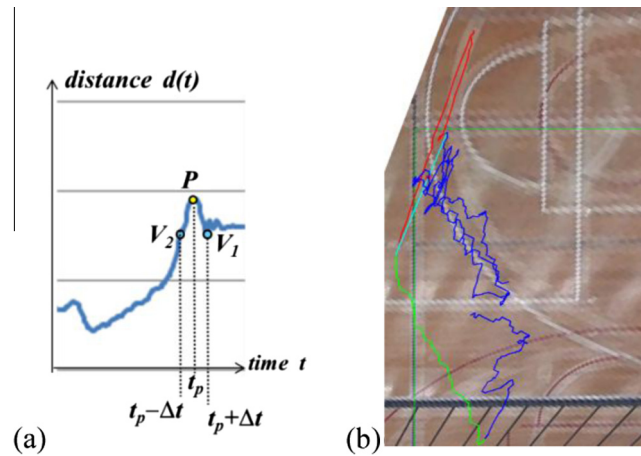 distance d(t)
P
V₂
V₁
time t
tₚ
tₚ−Δt
tₚ+Δt
(a)
(b)